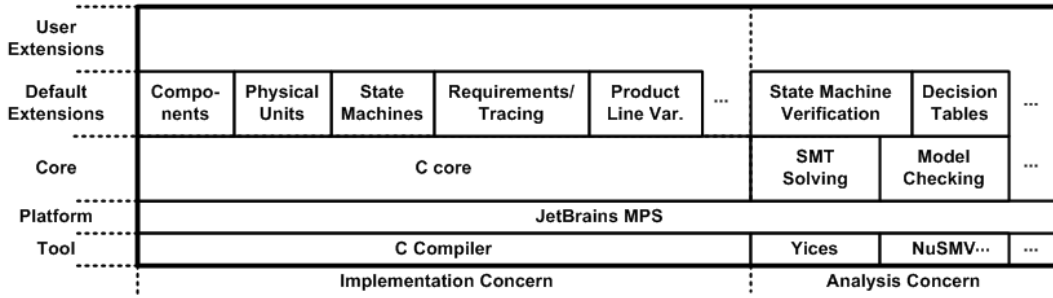 User
Extensions
Default
Extensions
Compo-
nents
Physical
Units
State
Machines
Requirements/
Tracing
Product
Line Var.
...
State Machine
Verification
Decision
Tables
...
Core
C core
SMT
Solving
Model
Checking
...
Platform
JetBrains MPS
Tool
C Compiler
Yices
NuSMV...
...
Implementation Concern
Analysis Concern